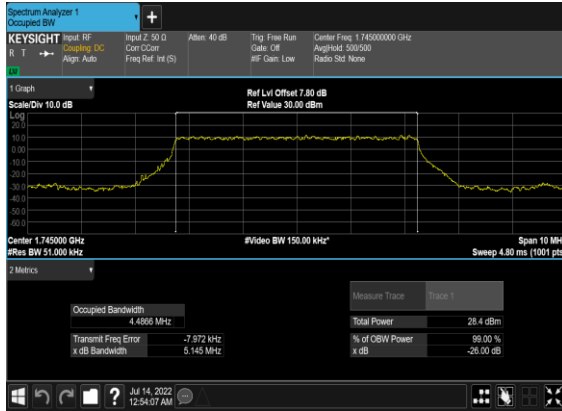 Spectrum Analyzer 1
Occupied BW
KEYSIGHT
R T
LU
Input: RF
Coupling: DC
Align: Auto
Input Z: 50 Ω
Corr CCorr
Freq Ref: Int (S)
Atten: 40 dB
Trig: Free Run
Gate: Off
#IF Gain: Low
Center Freq: 1.745000000 GHz
Avg|Hold: 500/500
Radio Std: None
1 Graph
Scale/Div 10.0 dB
Ref Lvl Offset 7.80 dB
Ref Value 30.00 dBm
Log
20.0
10.0
0.00
-10.0
-20.0
-30.0
-40.0
-50.0
-60.0
Center 1.745000 GHz
#Res BW 51.000 kHz
#Video BW 150.00 kHz*
Span 10 MH
Sweep 4.80 ms (1001 pts
2 Metrics
Measure Trace Trace 1
Occupied Bandwidth
4.4866 MHz
Total Power 28.4 dBm
Transmit Freq Error -7.972 kHz
% of OBW Power 99.00 %
x dB Bandwidth 5.145 MHz
x dB -26.00 dB
?
Jul 14, 2022
12:54:07 AM